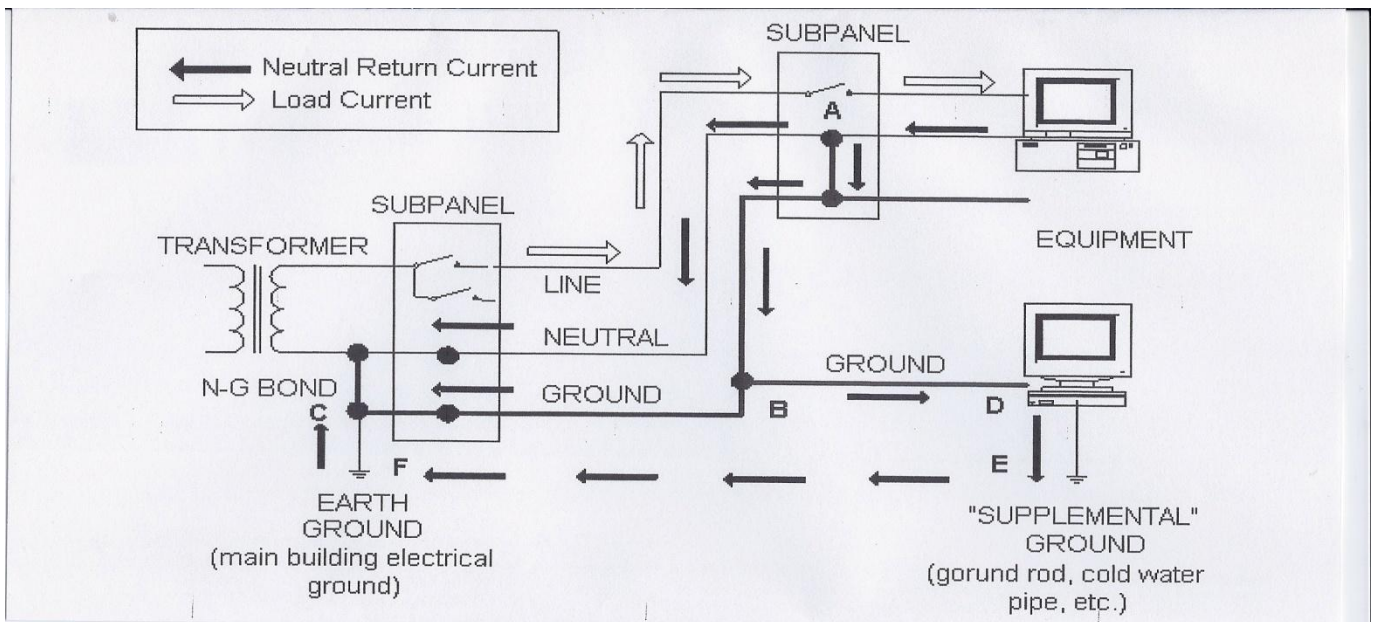 Neutral Return Current
Load Current
SUBPANEL
A
SUBPANEL
TRANSFORMER
EQUIPMENT
LINE
NEUTRAL
GROUND
N-G BOND
GROUND
C
B
D
F
E
EARTH
GROUND
(main building electrical
ground)
"SUPPLEMENTAL"
GROUND
(gorund rod, cold water
pipe, etc.)